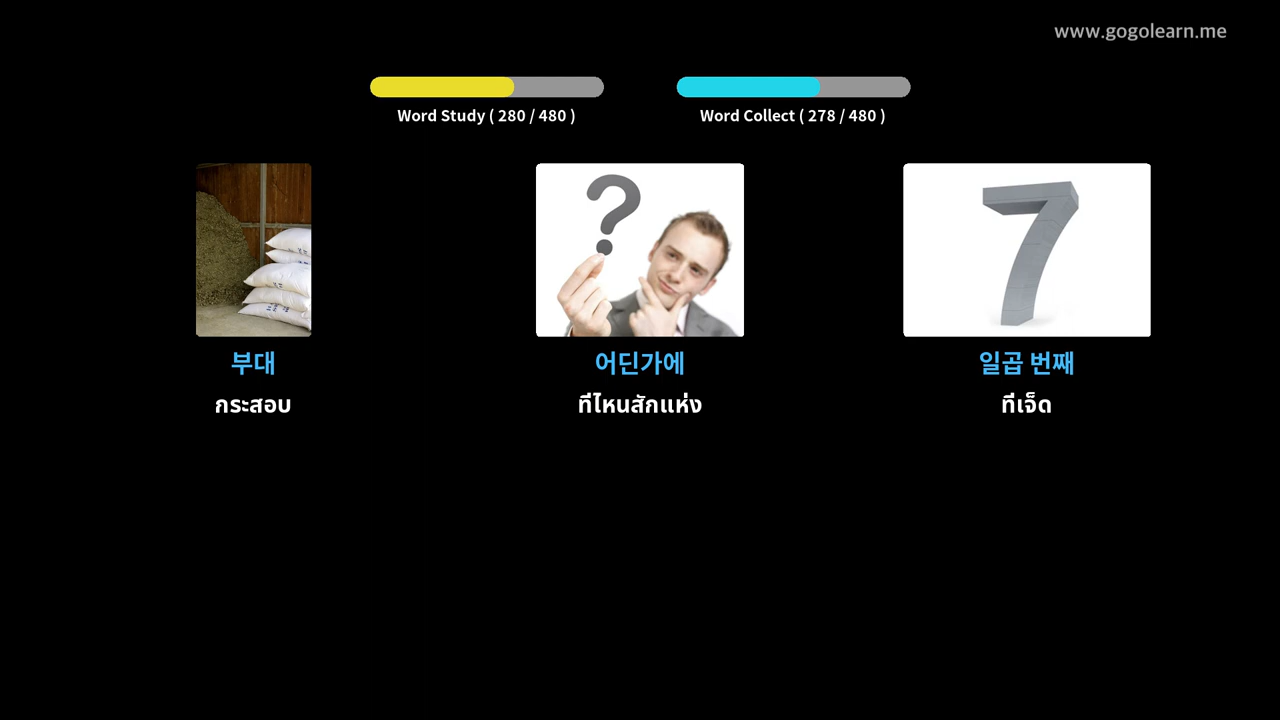 www.gogolearn.me
Word Study ( 280 / 480 )
Word Collect ( 278 / 480 )
부대
어딘가에
일곱 번째
กระสอบ
ที่ไหนสักแห่ง
ที่เจ็ด
7